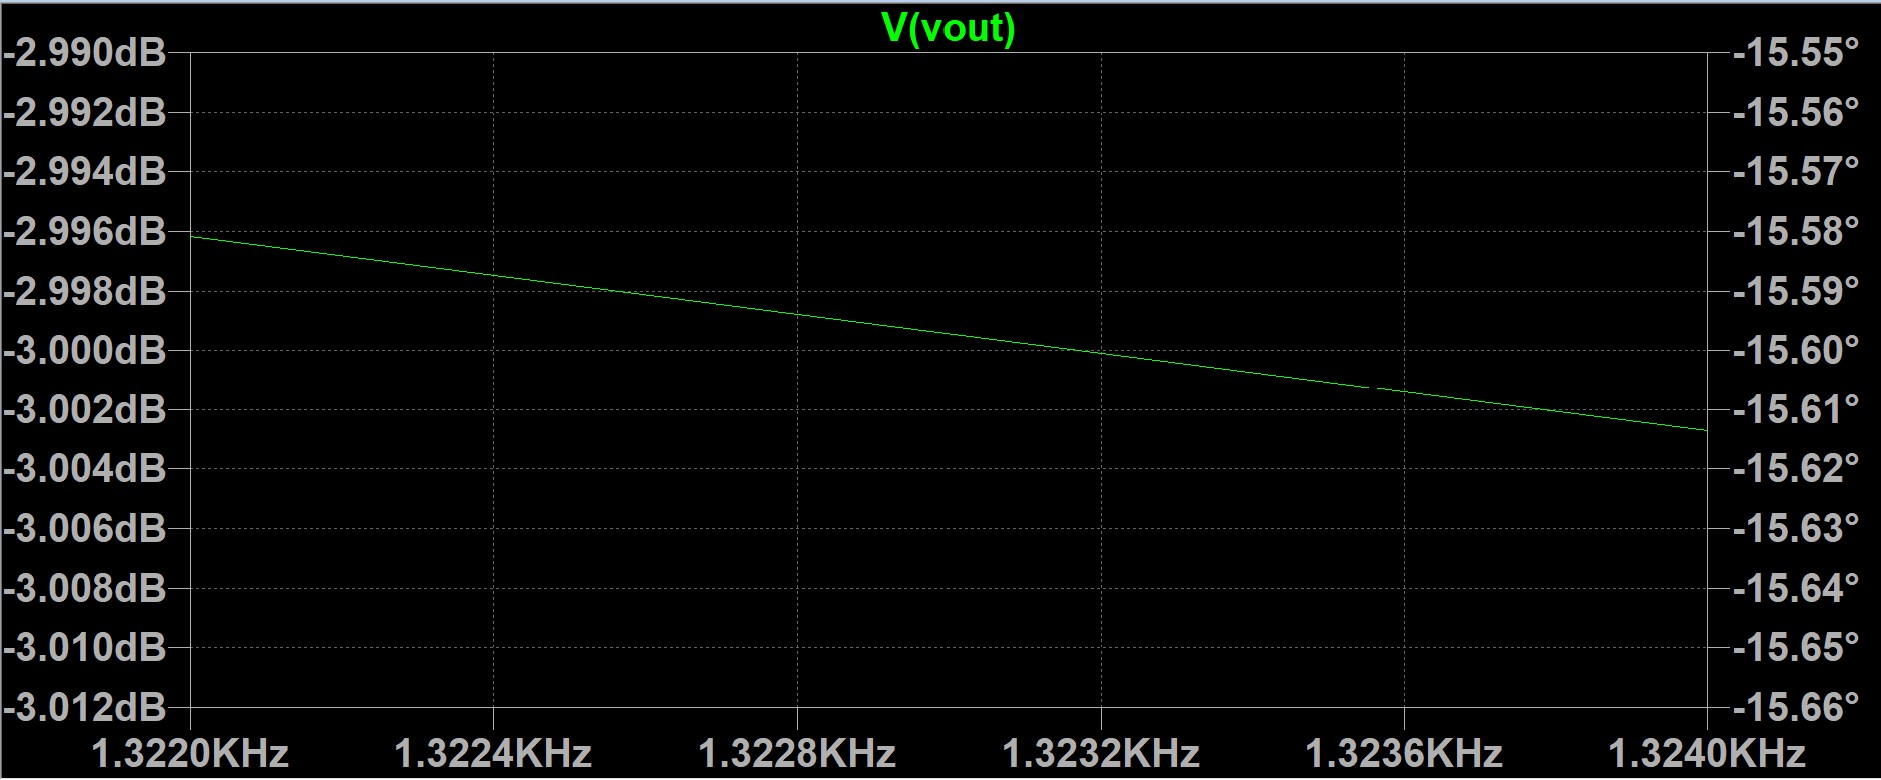 V(vout)
-2.990dB -15.55°
-2.992dB -15.56°
-2.994dB -15.57°
-2.996dB -15.58°
-2.998dB -15.59°
-3.000dB -15.60°
-3.002dB -15.61°
-3.004dB -15.62°
-3.006dB -15.63°
-3.008dB -15.64°
-3.010dB -15.65°
-3.012dB -15.66°
1.3220KHz 1.3224KHz 1.3228KHz 1.3232KHz 1.3236KHz 1.3240KHz